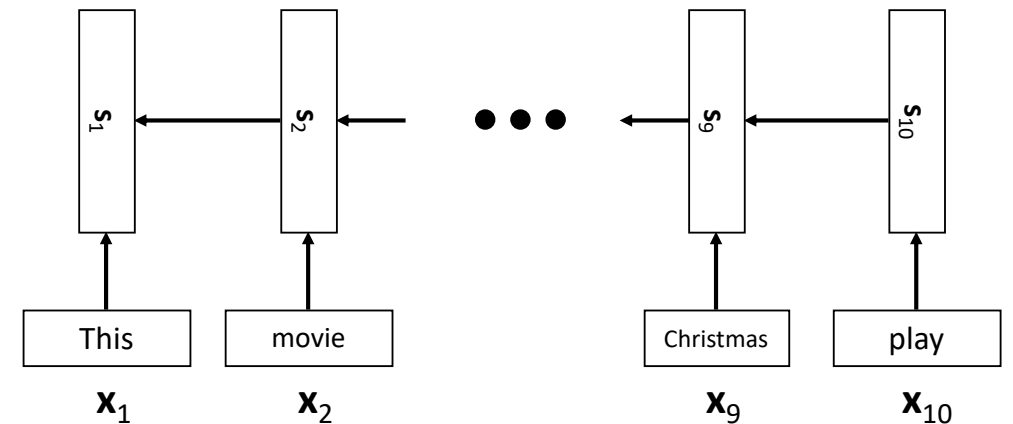 s₁ s₂ s₉ s₁₀
This movie Christmas play
x₁ x₂ x₉ x₁₀